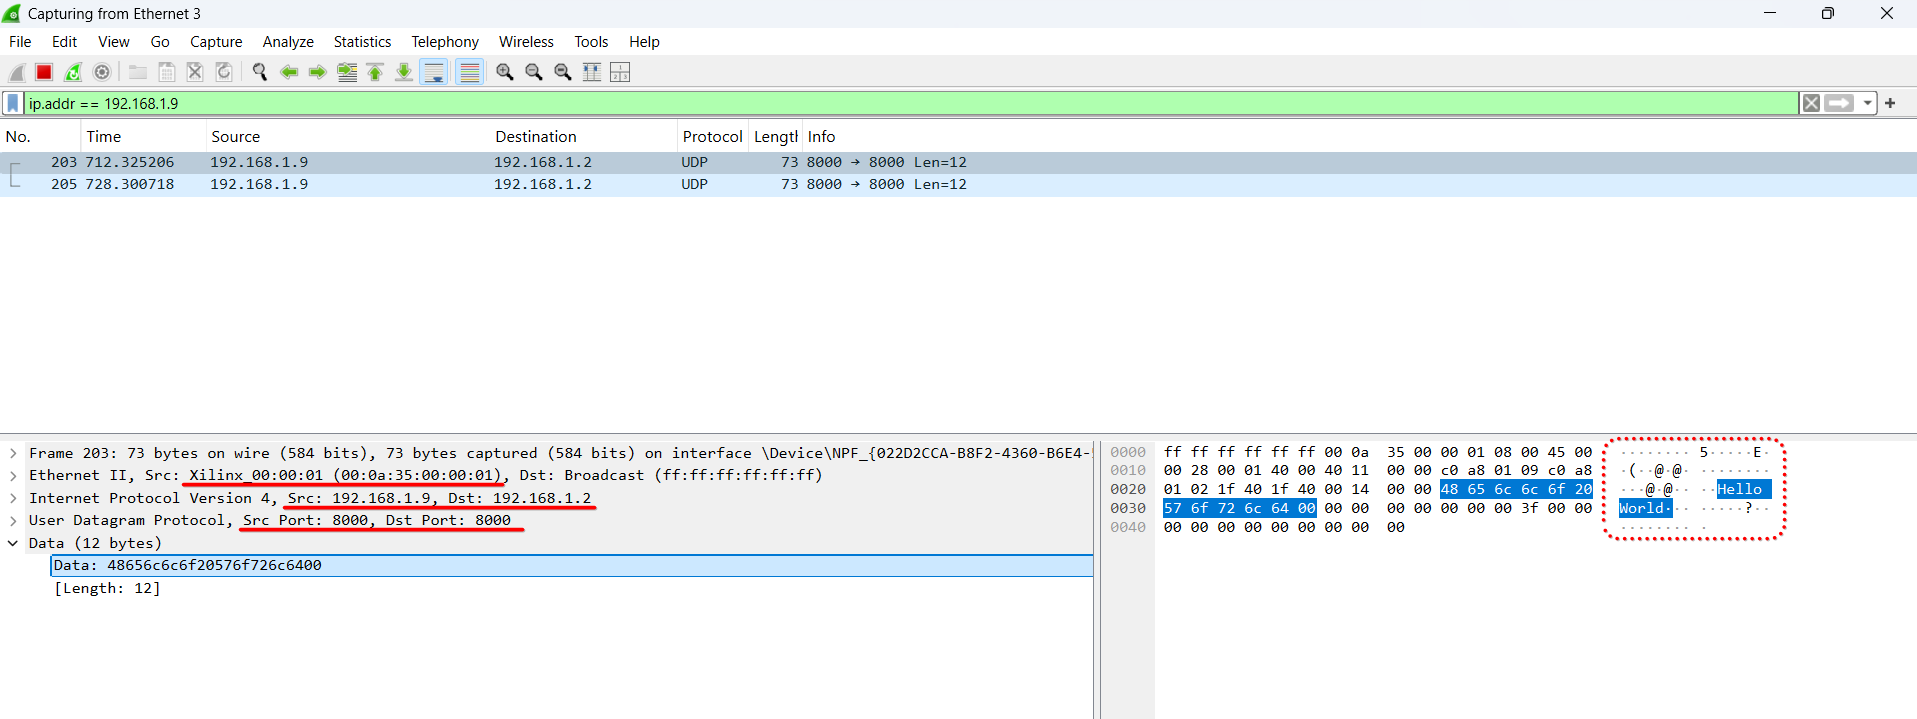 Capturing from Ethernet 3
File Edit View Go Capture Analyze Statistics Telephony Wireless Tools Help
ip.addr == 192.168.1.9
No. Time Source Destination Protocol Length Info
203 712.325206 192.168.1.9 192.168.1.2 UDP 73 8000 → 8000 Len=12
205 728.300718 192.168.1.9 192.168.1.2 UDP 73 8000 → 8000 Len=12
Frame 203: 73 bytes on wire (584 bits), 73 bytes captured (584 bits) on interface \Device\NPF_{022D2CCA-B8F2-4360-B6E4-
Ethernet II, Src: Xilinx_00:00:01 (00:0a:35:00:00:01), Dst: Broadcast (ff:ff:ff:ff:ff:ff)
Internet Protocol Version 4, Src: 192.168.1.9, Dst: 192.168.1.2
User Datagram Protocol, Src Port: 8000, Dst Port: 8000
Data (12 bytes)
Data: 48656c6c6f20576f726c6400
[Length: 12]
0000 ff ff ff ff ff ff 00 0a 35 00 00 01 08 00 45 00 ········ 5·····E·
0010 00 28 00 01 40 00 40 11 00 00 c0 a8 01 09 c0 a8 ·(··@·@· ········
0020 01 02 1f 40 1f 40 00 14 00 00 48 65 6c 6c 6f 20 ···@·@·· ··Hello
0030 57 6f 72 6c 64 00 00 00 00 00 00 00 00 3f 00 00 World··· ·····?··
0040 00 00 00 00 00 00 00 00 00 ········ ·